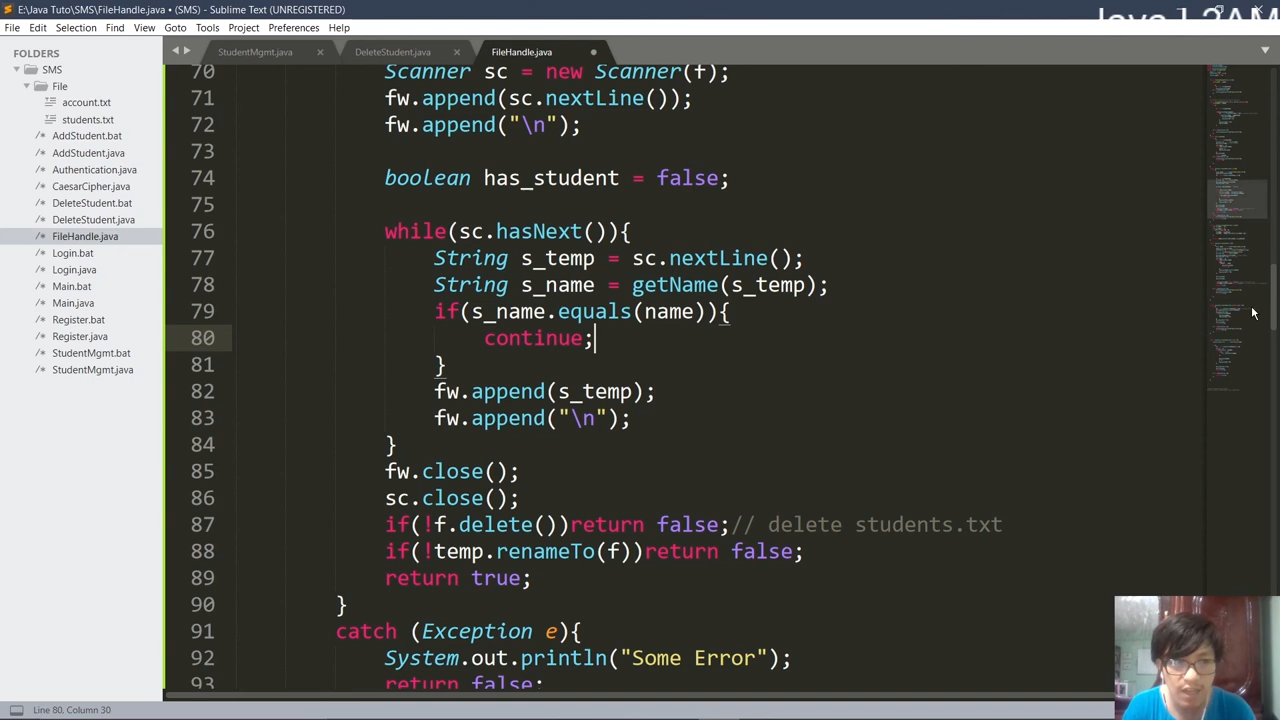 E:\Java Tuto\SMS\FileHandle.java • (SMS) - Sublime Text (UNREGISTERED)
File Edit Selection Find View Goto Tools Project Preferences Help
FOLDERS
SMS
File
account.txt
students.txt
AddStudent.bat
AddStudent.java
Authentication.java
CaesarCipher.java
DeleteStudent.bat
DeleteStudent.java
FileHandle.java
Login.bat
Login.java
Main.bat
Main.java
Register.bat
Register.java
StudentMgmt.bat
StudentMgmt.java
StudentMgmt.java DeleteStudent.java FileHandle.java
70 Scanner sc = new Scanner(f);
71 fw.append(sc.nextLine());
72 fw.append("\n");
73
74 boolean has_student = false;
75
76 while(sc.hasNext()){
77 String s_temp = sc.nextLine();
78 String s_name = getName(s_temp);
79 if(s_name.equals(name)){
80 continue;
81 }
82 fw.append(s_temp);
83 fw.append("\n");
84 }
85 fw.close();
86 sc.close();
87 if(!f.delete())return false;// delete students.txt
88 if(!temp.renameTo(f))return false;
89 return true;
90 }
91 catch (Exception e){
92 System.out.println("Some Error");
93 return false;
Line 80, Column 30